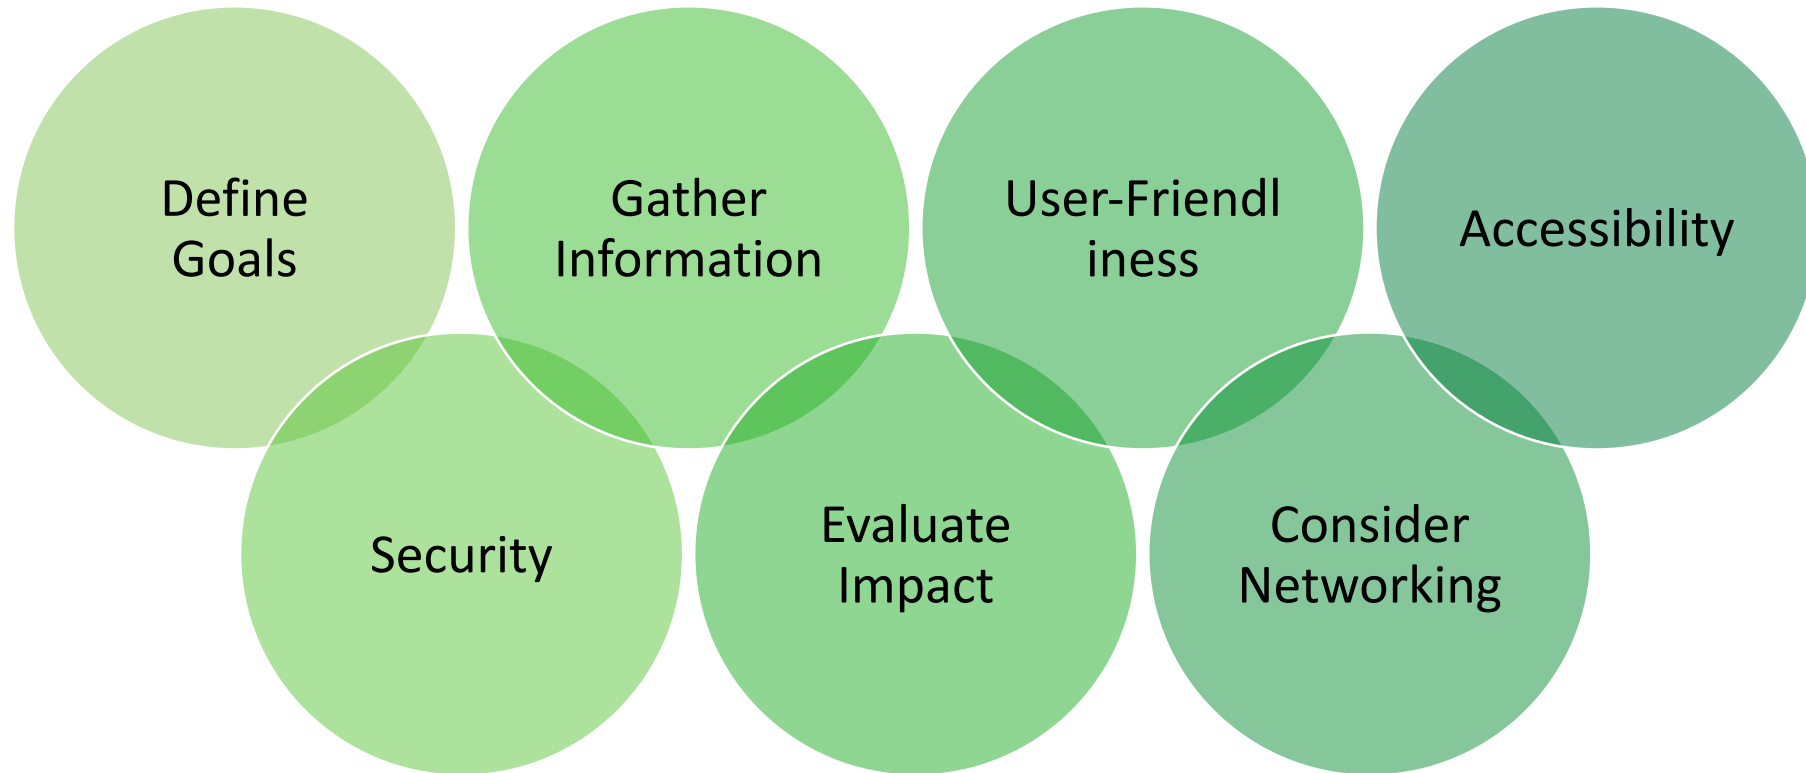 Define
Goals
Gather
Information
User-Friendl
iness
Accessibility
Security
Evaluate
Impact
Consider
Networking